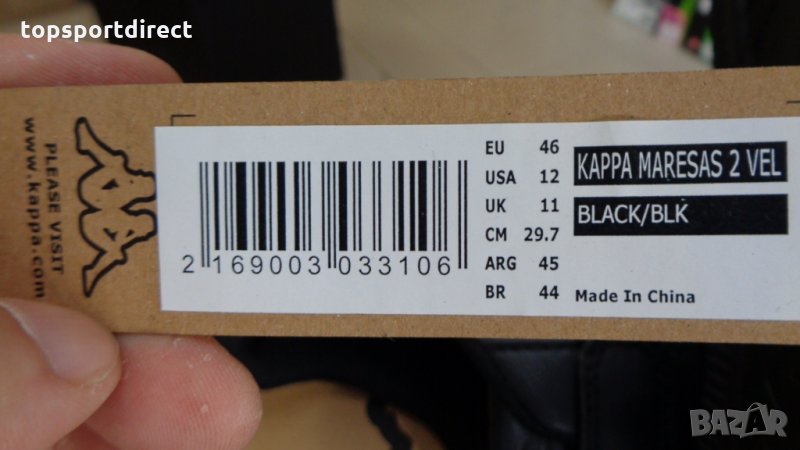 topsportdirect
PLEASE VISIT
www.kappa.com
2 169003 033106
EU 46
USA 12
UK 11
CM 29.7
ARG 45
BR 44
KAPPA MARESAS 2 VEL
BLACK/BLK
Made In China
BAZAR